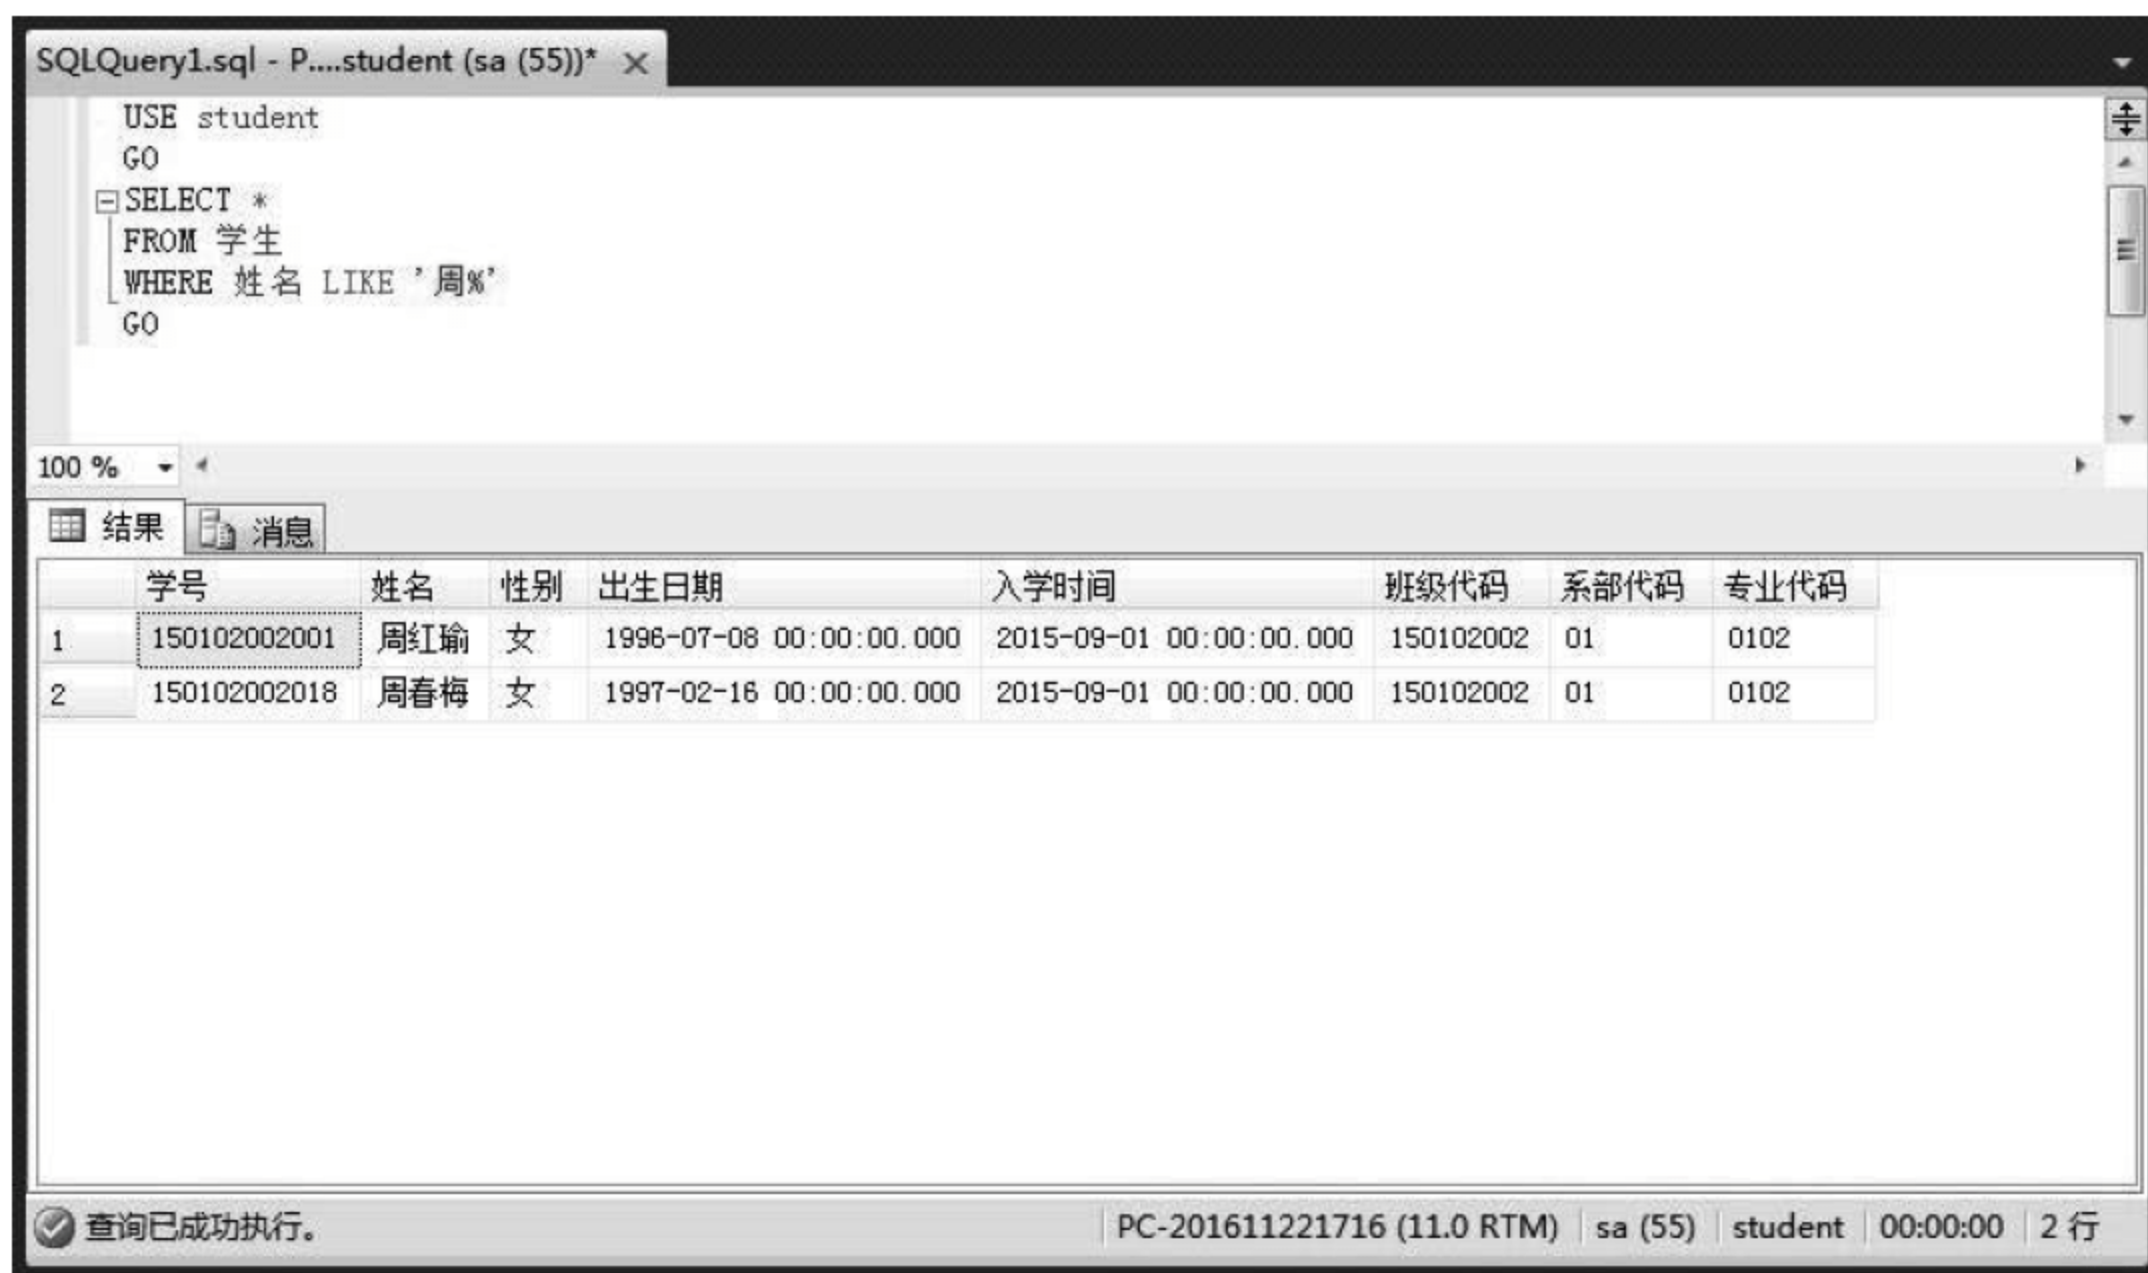 SQLQuery1.sql - P....student (sa (55))*
USE student
GO
SELECT *
FROM 学生
WHERE 姓名 LIKE '周%'
GO
100 %
结果 消息
学号 姓名 性别 出生日期 入学时间 班级代码 系部代码 专业代码
1 150102002001 周红瑜 女 1996-07-08 00:00:00.000 2015-09-01 00:00:00.000 150102002 01 0102
2 150102002018 周春梅 女 1997-02-16 00:00:00.000 2015-09-01 00:00:00.000 150102002 01 0102
查询已成功执行。 PC-201611221716 (11.0 RTM) sa (55) student 00:00:00 2 行